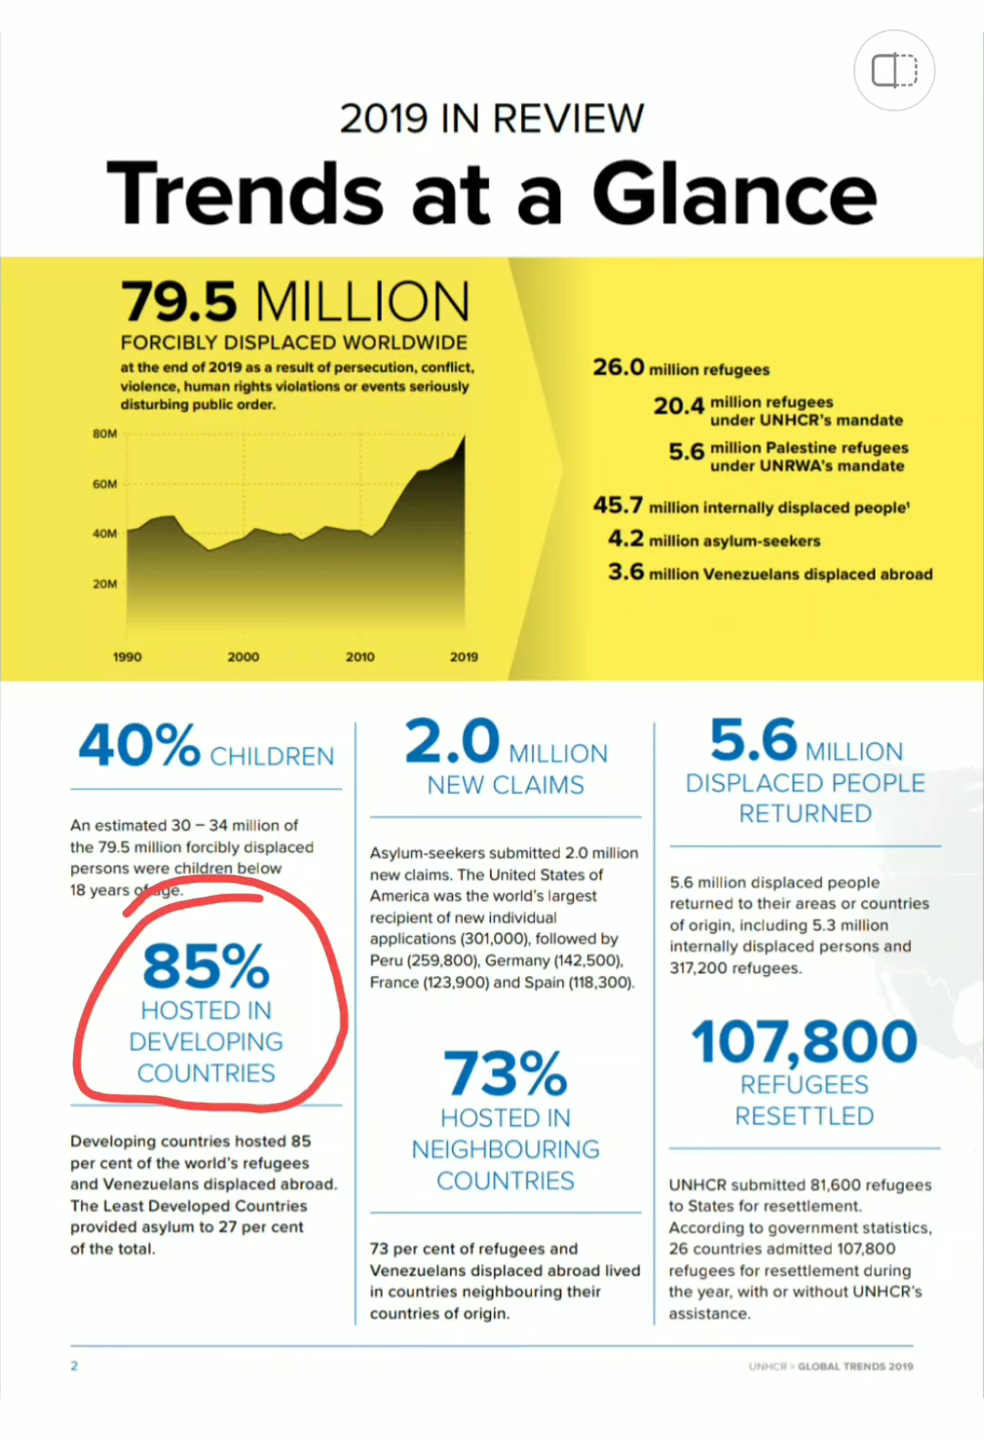 2019 IN REVIEW
Trends at a Glance
79.5 MILLION
FORCIBLY DISPLACED WORLDWIDE
at the end of 2019 as a result of persecution, conflict,
violence, human rights violations or events seriously
disturbing public order.
80M
60M
40M
20M
1990
2000
2010
2019
26.0 million refugees
20.4 million refugees
under UNHCR's mandate
5.6 million Palestine refugees
under UNRWA's mandate
45.7 million internally displaced people¹
4.2 million asylum-seekers
3.6 million Venezuelans displaced abroad
40% CHILDREN
An estimated 30 – 34 million of
the 79.5 million forcibly displaced
persons were children below
18 years of age.
85%
HOSTED IN
DEVELOPING
COUNTRIES
Developing countries hosted 85
per cent of the world's refugees
and Venezuelans displaced abroad.
The Least Developed Countries
provided asylum to 27 per cent
of the total.
2.0 MILLION
NEW CLAIMS
Asylum-seekers submitted 2.0 million
new claims. The United States of
America was the world's largest
recipient of new individual
applications (301,000), followed by
Peru (259,800), Germany (142,500),
France (123,900) and Spain (118,300).
73%
HOSTED IN
NEIGHBOURING
COUNTRIES
73 per cent of refugees and
Venezuelans displaced abroad lived
in countries neighbouring their
countries of origin.
5.6 MILLION
DISPLACED PEOPLE
RETURNED
5.6 million displaced people
returned to their areas or countries
of origin, including 5.3 million
internally displaced persons and
317,200 refugees.
107,800
REFUGEES
RESETTLED
UNHCR submitted 81,600 refugees
to States for resettlement.
According to government statistics,
26 countries admitted 107,800
refugees for resettlement during
the year, with or without UNHCR's
assistance.
2
UNHCR > GLOBAL TRENDS 2019